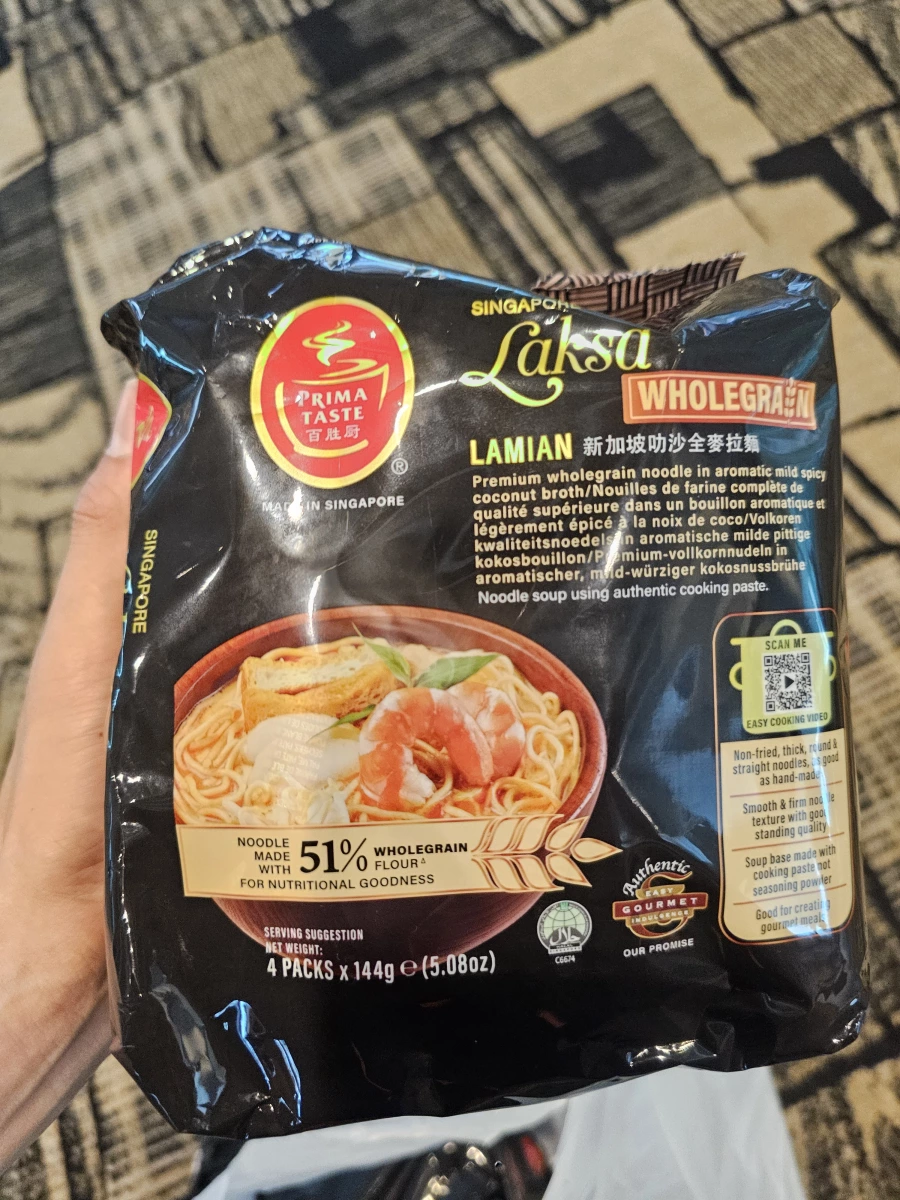 SINGAPORE
Laksa
WHOLEGRAIN
PRIMA
TASTE
百胜厨
®
MADE IN SINGAPORE
LAMIAN 新加坡叻沙全麥拉麵
Premium wholegrain noodle in aromatic mild spicy
coconut broth/Nouilles de farine complète de
qualité supérieure dans un bouillon aromatique et
légèrement épicé à la noix de coco/Volkoren
kwaliteitsnoedels in aromatische milde pittige
kokosbouillon/Premium-vollkornnudeln in
aromatischer, mild-würziger kokosnussbrühe
Noodle soup using authentic cooking paste.
SINGAPORE
SCAN ME
EASY COOKING VIDEO
Non-fried, thick, round &
straight noodles, as good
as hand-made
Smooth & firm noodle
texture with good
standing quality
Soup base made with
cooking paste not
seasoning powder
Good for creating
gourmet meals
NOODLE
MADE
WITH
51%
WHOLEGRAIN
FLOUR△
FOR NUTRITIONAL GOODNESS
SERVING SUGGESTION
NET WEIGHT:
4 PACKS x 144g ℮ (5.08oz)
C6674
Authentic
EASY
GOURMET
INDULGENCE
OUR PROMISE